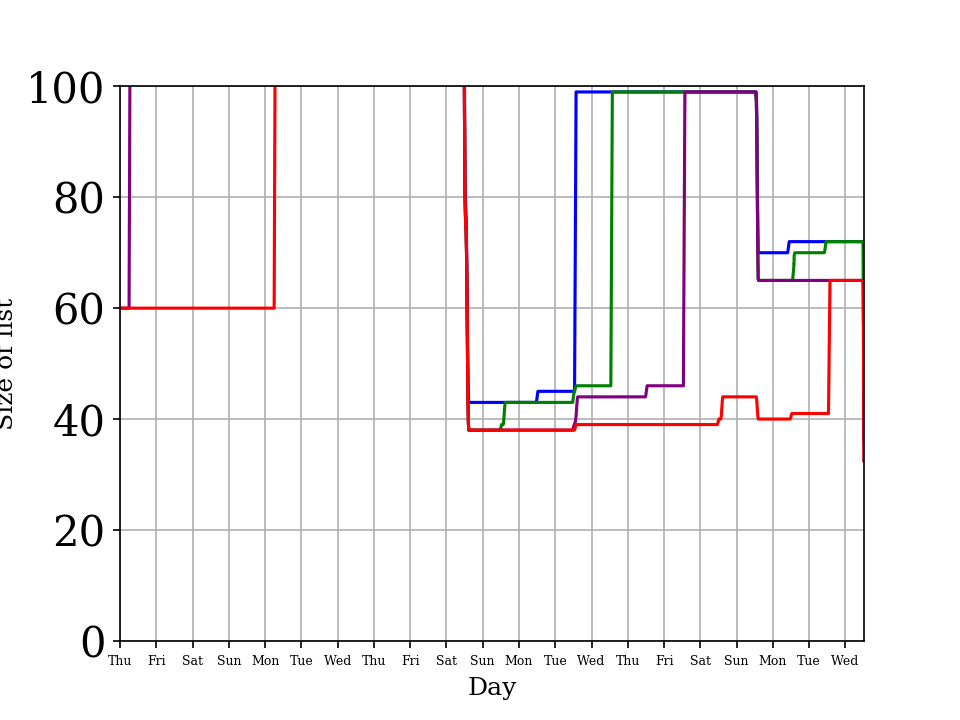 100
80
60
40
20
0
Size of list
Thu Fri Sat Sun Mon Tue Wed Thu Fri Sat Sun Mon Tue Wed Thu Fri Sat Sun Mon Tue Wed
Day